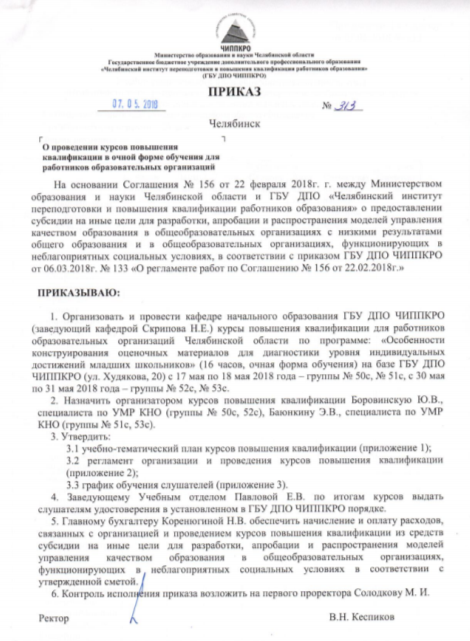 ЧИППКРО
Министерство образования и науки Челябинской области
Государственное бюджетное учреждение дополнительного профессионального образования
«Челябинский институт переподготовки и повышения квалификации работников образования»
(ГБУ ДПО ЧИППКРО)
ПРИКАЗ
07.05.2018
№ 313
Челябинск
О проведении курсов повышения
квалификации в очной форме обучения для
работников образовательных организаций
На основании Соглашения № 156 от 22 февраля 2018г. г. между Министерством
образования и науки Челябинской области и ГБУ ДПО «Челябинский институт
переподготовки и повышения квалификации работников образования» о предоставлении
субсидии на иные цели для разработки, апробации и распространения моделей управления
качеством образования в общеобразовательных организациях с низкими результатами
общего образования и в общеобразовательных организациях, функционирующих в
неблагоприятных социальных условиях, в соответствии с приказом ГБУ ДПО ЧИППКРО
от 06.03.2018г. № 133 «О регламенте работ по Соглашению № 156 от 22.02.2018г.»
ПРИКАЗЫВАЮ:
1. Организовать и провести кафедре начального образования ГБУ ДПО ЧИППКРО
(заведующий кафедрой Скрипова Н.Е.) курсы повышения квалификации для работников
образовательных организаций Челябинской области по программе: «Особенности
конструирования оценочных материалов для диагностики уровня индивидуальных
достижений младших школьников» (16 часов, очная форма обучения) на базе ГБУ ДПО
ЧИППКРО (ул. Худякова, 20) с 17 мая по 18 мая 2018 года – группы № 50с, № 51с, с 30 мая
по 31 мая 2018 года – группы № 52с, № 53с.
2. Назначить организатором курсов повышения квалификации Боровинскую Ю.В.,
специалиста по УМР КНО (группы № 50с, 52с), Баюнкину Э.В., специалиста по УМР
КНО (группы № 51с, 53с).
3. Утвердить:
3.1 учебно-тематический план курсов повышения квалификации (приложение 1);
3.2 регламент организации и проведения курсов повышения квалификации
(приложение 2);
3.3 график обучения слушателей (приложение 3).
4. Заведующему Учебным отделом Павловой Е.В. по итогам курсов выдать
слушателям удостоверения в установленном в ГБУ ДПО ЧИППКРО порядке.
5. Главному бухгалтеру Коренюгиной Н.В. обеспечить начисление и оплату расходов,
связанных с организацией и проведением курсов повышения квалификации из средств
субсидии на иные цели для разработки, апробации и распространения моделей
управления качеством образования в общеобразовательных организациях,
функционирующих в неблагоприятных социальных условиях в соответствии с
утвержденной сметой.
6. Контроль исполнения приказа возложить на первого проректора Солодкову М. И.
Ректор
В.Н. Кеспиков